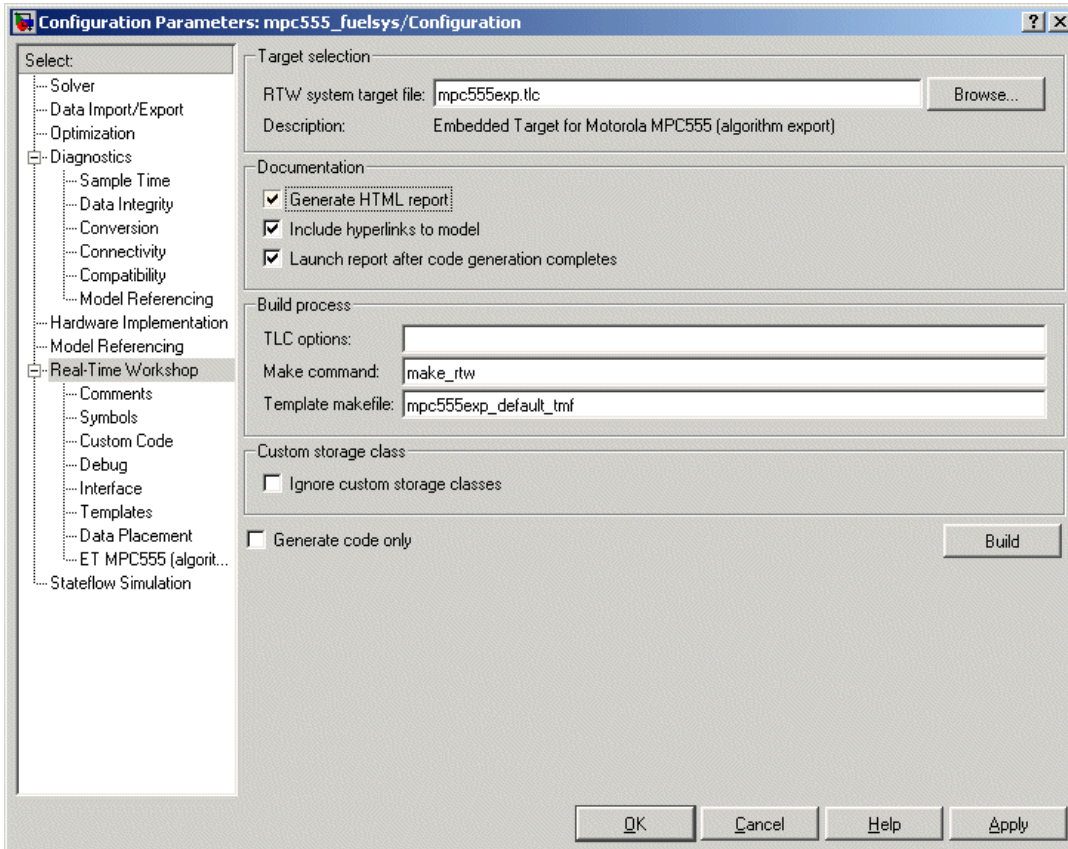 Configuration Parameters: mpc555_fuelsys/Configuration
Select:
Solver
Data Import/Export
Optimization
Diagnostics
Sample Time
Data Integrity
Conversion
Connectivity
Compatibility
Model Referencing
Hardware Implementation
Model Referencing
Real-Time Workshop
Comments
Symbols
Custom Code
Debug
Interface
Templates
Data Placement
ET MPC555 (algorit...
Stateflow Simulation
Target selection
RTW system target file: mpc555exp.tlc Browse...
Description: Embedded Target for Motorola MPC555 (algorithm export)
Documentation
Generate HTML report
Include hyperlinks to model
Launch report after code generation completes
Build process
TLC options:
Make command: make_rtw
Template makefile: mpc555exp_default_tmf
Custom storage class
Ignore custom storage classes
Generate code only Build
OK Cancel Help Apply